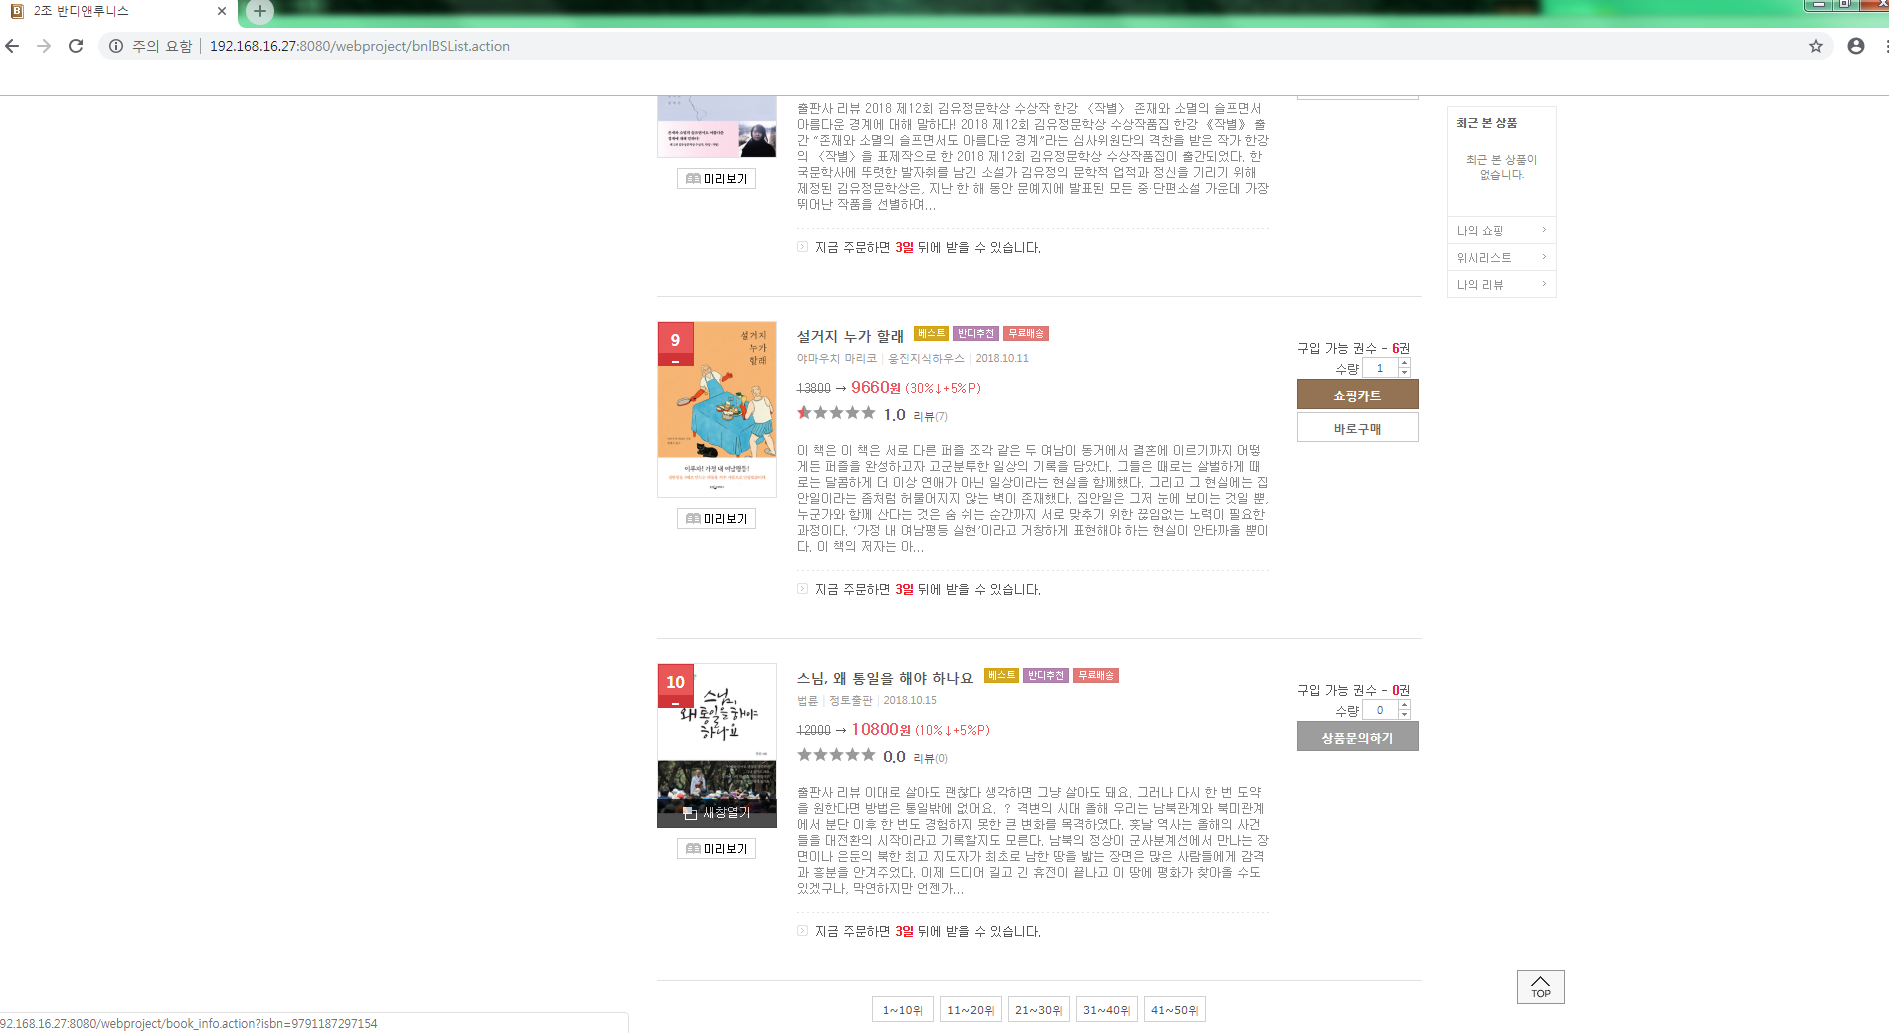 2조 반디앤루니스
주의 요함 | 192.168.16.27:8080/webproject/bnlBSList.action
출판사 리뷰 2018 제12회 김유정문학상 수상작 한강 〈작별〉 존재와 소멸의 슬프면서
아름다운 경계에 대해 말하다! 2018 제12회 김유정문학상 수상작품집 한강 《작별》 출
간 “존재와 소멸의 슬프면서도 아름다운 경계”라는 심사위원단의 격찬을 받은 작가 한강
의 〈작별〉을 표제작으로 한 2018 제12회 김유정문학상 수상작품집이 출간되었다. 한
국문학사에 뚜렷한 발자취를 남긴 소설가 김유정의 문학적 업적과 정신을 기리기 위해
제정된 김유정문학상은, 지난 한 해 동안 문예지에 발표된 모든 중·단편소설 가운데 가장
뛰어난 작품을 선별하여...
미리보기
지금 주문하면 3일 뒤에 받을 수 있습니다.
최근 본 상품
최근 본 상품이
없습니다.
나의 쇼핑
위시리스트
나의 리뷰
9
설거지
누가
할래
미리보기
설거지 누가 할래 베스트 반디추천 무료배송
야마우치 마리코 | 웅진지식하우스 | 2018.10.11
13800 → 9660원 (30%↓+5%P)
1.0 리뷰(7)
이 책은 이 책은 서로 다른 퍼즐 조각 같은 두 여남이 동거에서 결혼에 이르기까지 어떻
게든 퍼즐을 완성하고자 고군분투한 일상의 기록을 담았다. 그들은 때로는 살벌하게 때
로는 달콤하게 더 이상 연애가 아닌 일상이라는 현실을 함께했다. 그리고 그 현실에는 집
안일이라는 좀처럼 허물어지지 않는 벽이 존재했다. 집안일은 그저 눈에 보이는 것일 뿐,
누군가와 함께 산다는 것은 숨 쉬는 순간까지 서로 맞추기 위한 끊임없는 노력이 필요한
과정이다. ‘가정 내 여남평등 실현’이라고 거창하게 표현해야 하는 현실이 안타까울 뿐이
다. 이 책의 저자는 아...
지금 주문하면 3일 뒤에 받을 수 있습니다.
구입 가능 권수 - 6권
수량 1
쇼핑카트
바로구매
10
스님,
왜 통일을 해야
하나요
새창열기
미리보기
스님, 왜 통일을 해야 하나요 베스트 반디추천 무료배송
법륜 | 정토출판 | 2018.10.15
12000 → 10800원 (10%↓+5%P)
0.0 리뷰(0)
출판사 리뷰 이대로 살아도 괜찮다 생각하면 그냥 살아도 돼요. 그러나 다시 한 번 도약
을 원한다면 방법은 통일밖에 없어요. ? 격변의 시대 올해 우리는 남북관계와 북미관계
에서 분단 이후 한 번도 경험하지 못한 큰 변화를 목격하였다. 훗날 역사는 올해의 사건
들을 대전환의 시작이라고 기록할지도 모른다. 남북의 정상이 군사분계선에서 만나는 장
면이나 은둔의 북한 최고 지도자가 최초로 남한 땅을 밟는 장면은 많은 사람들에게 감격
과 흥분을 안겨주었다. 이제 드디어 길고 긴 휴전이 끝나고 이 땅에 평화가 찾아올 수도
있겠구나, 막연하지만 언젠가...
지금 주문하면 3일 뒤에 받을 수 있습니다.
구입 가능 권수 - 0권
수량 0
상품문의하기
TOP
1~10위 11~20위 21~30위 31~40위 41~50위
92.168.16.27:8080/webproject/book_info.action?isbn=9791187297154